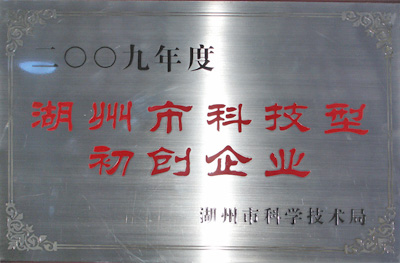 二〇〇九年度
湖州市科技型
初创企业
湖州市科学技术局